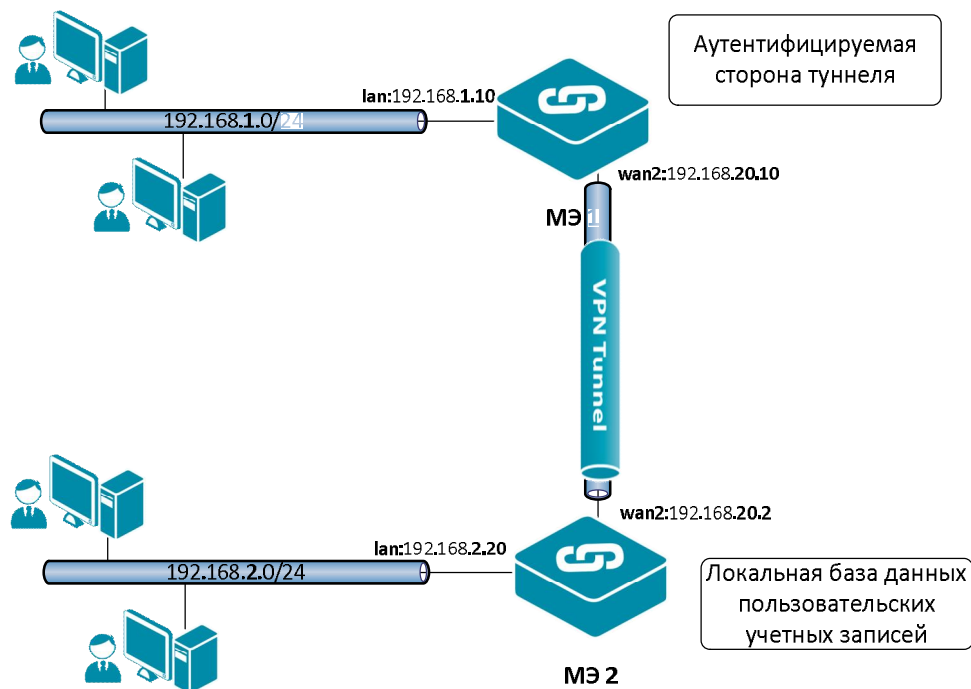 Аутентифицируемая
сторона туннеля
lan:192.168.1.10
192.168.1.0/24
wan2:192.168.20.10
МЭ 1
VPN Tunnel
wan2:192.168.20.2
lan:192.168.2.20
192.168.2.0/24
Локальная база данных
пользовательских
учетных записей
МЭ 2